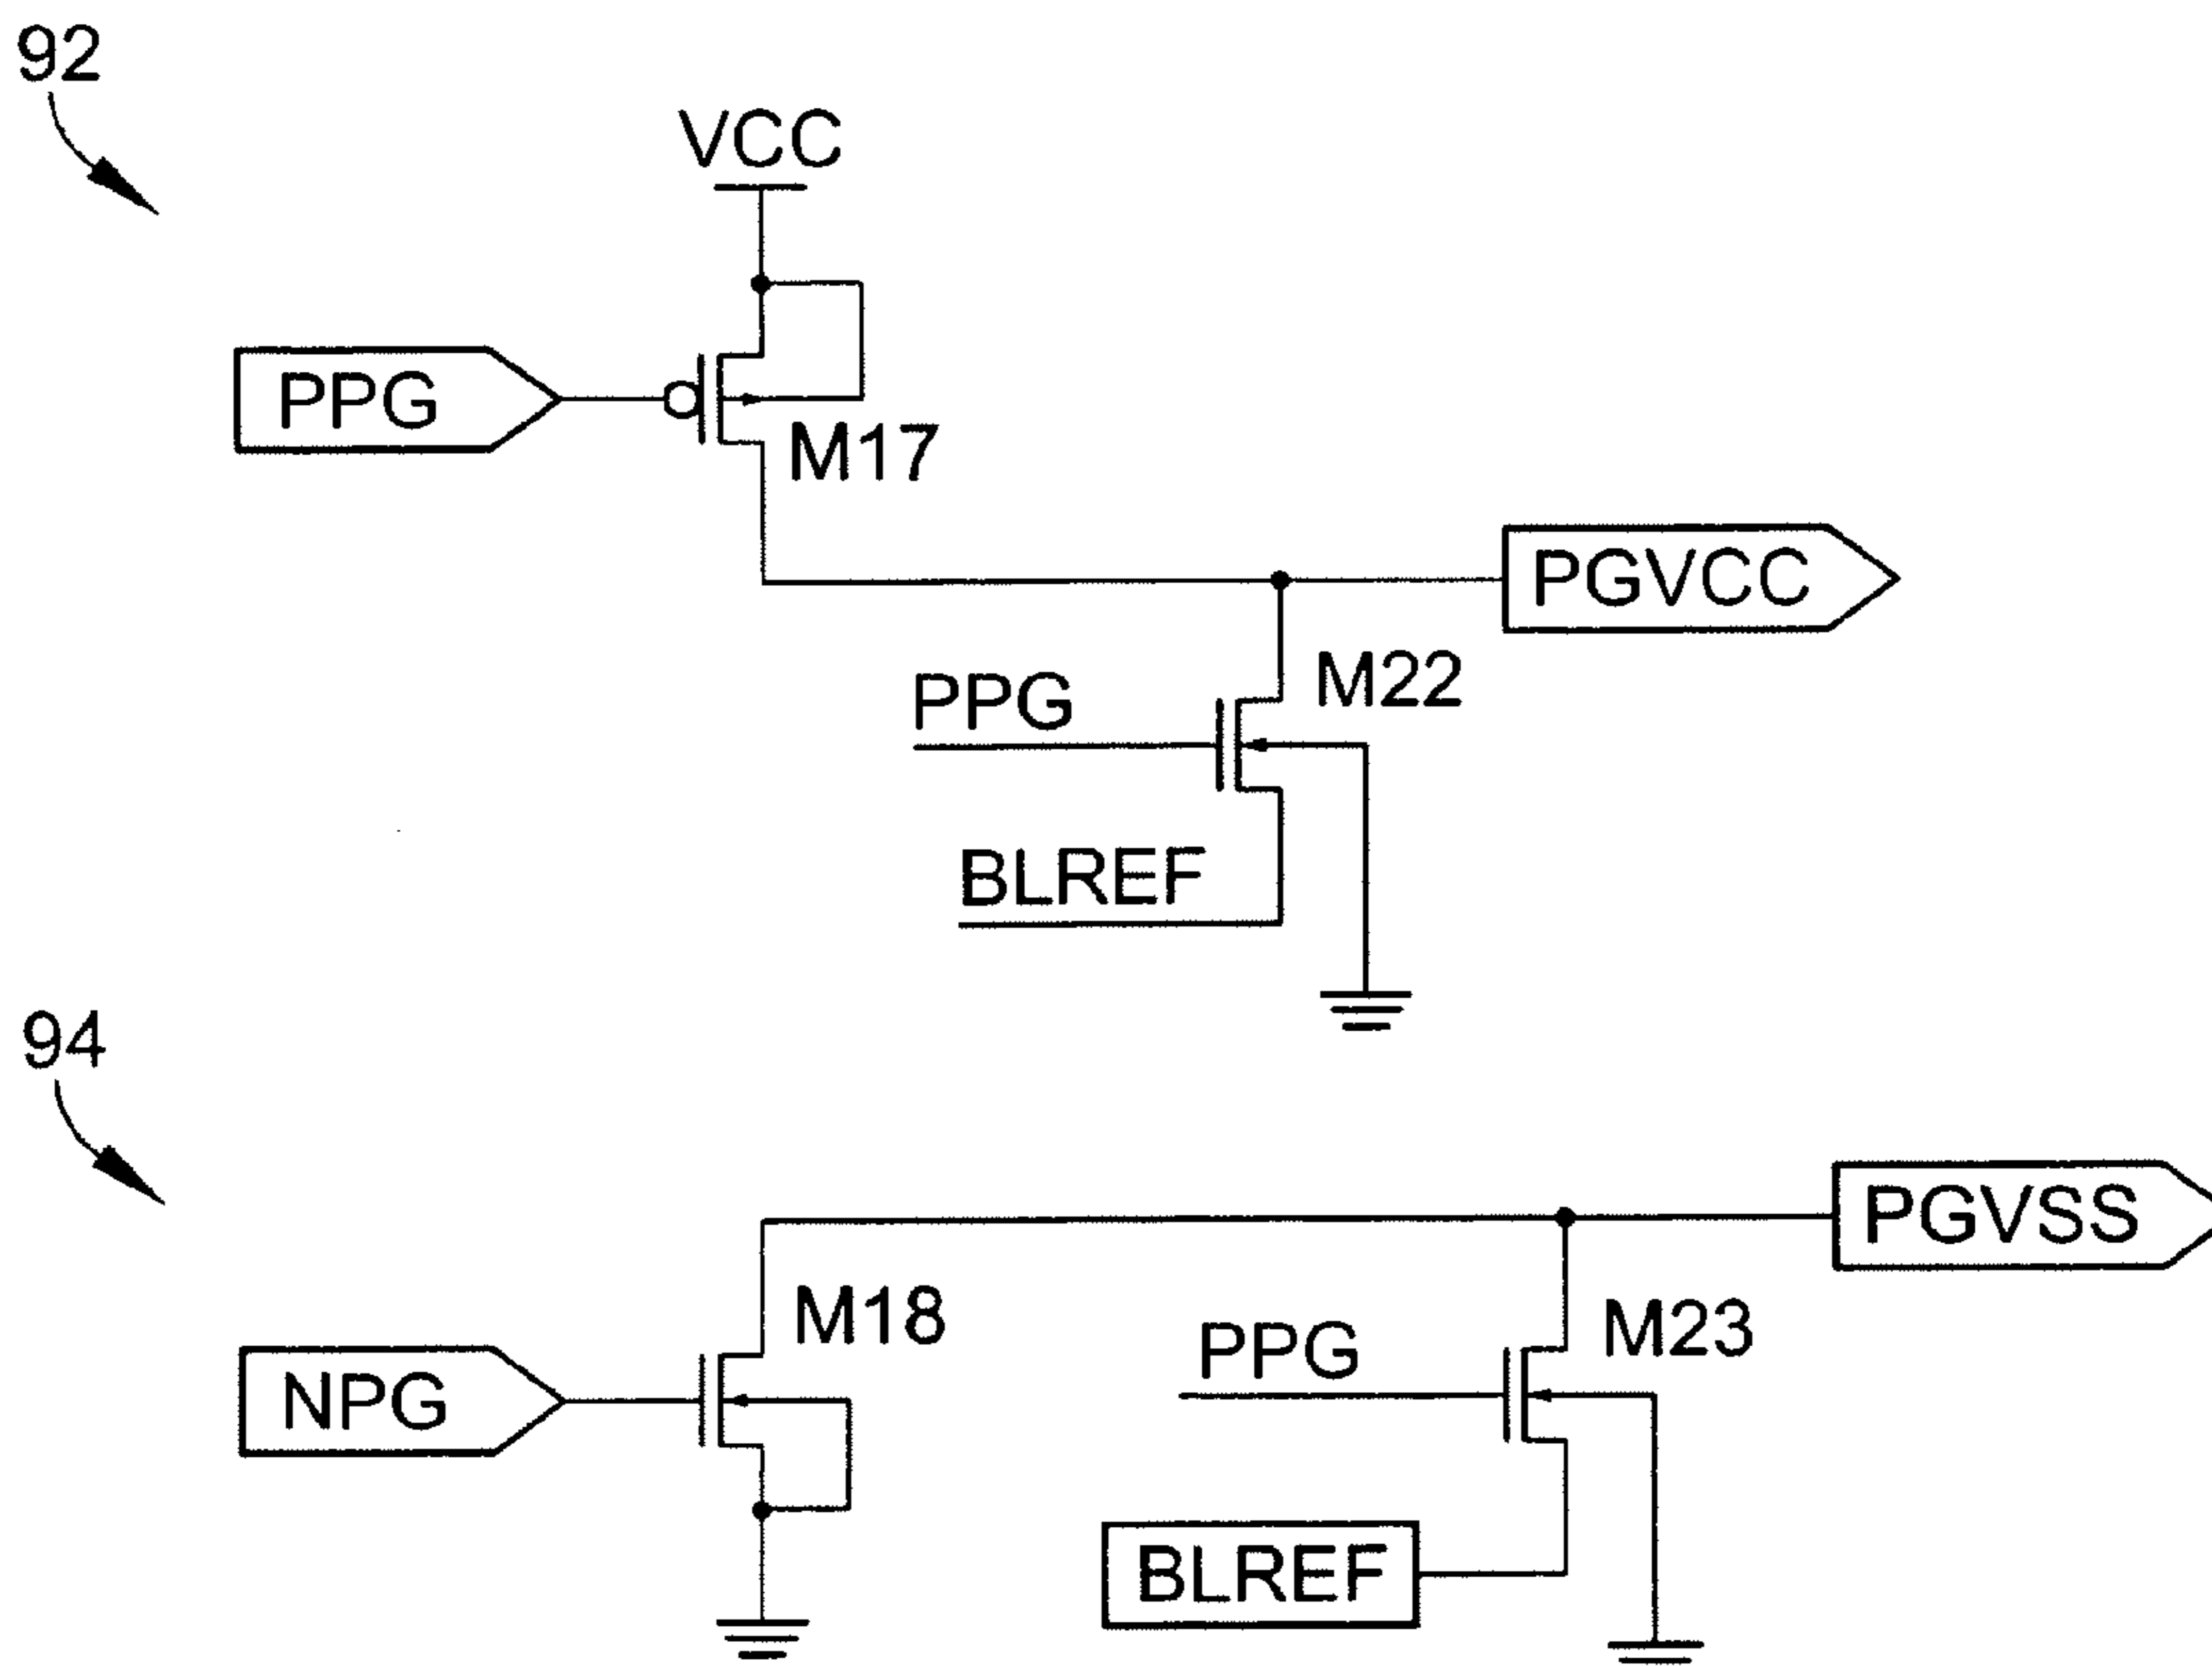 92
VCC
PPG
M17
PGVCC
PPG
M22
BLREF
94
PGVSS
M18
NPG
PPG
M23
BLREF